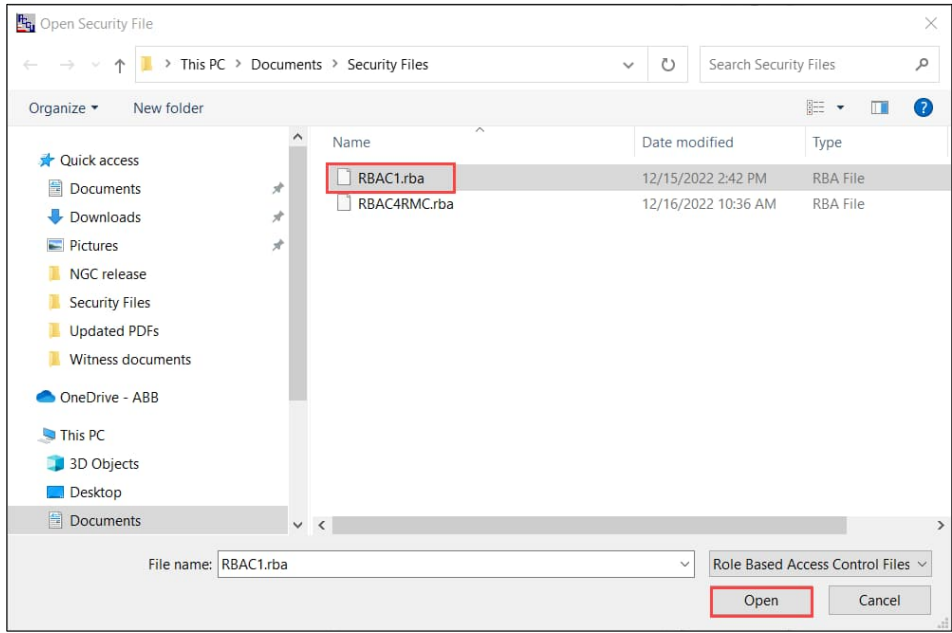 Open Security File
This PC > Documents > Security Files
Search Security Files
Organize
New folder
Name
Date modified
Type
Quick access
Documents
Downloads
Pictures
NGC release
Security Files
Updated PDFs
Witness documents
OneDrive - ABB
This PC
3D Objects
Desktop
Documents
RBAC1.rba 12/15/2022 2:42 PM RBA File
RBAC4RMC.rba 12/16/2022 10:36 AM RBA File
File name: RBAC1.rba
Role Based Access Control Files
Open
Cancel